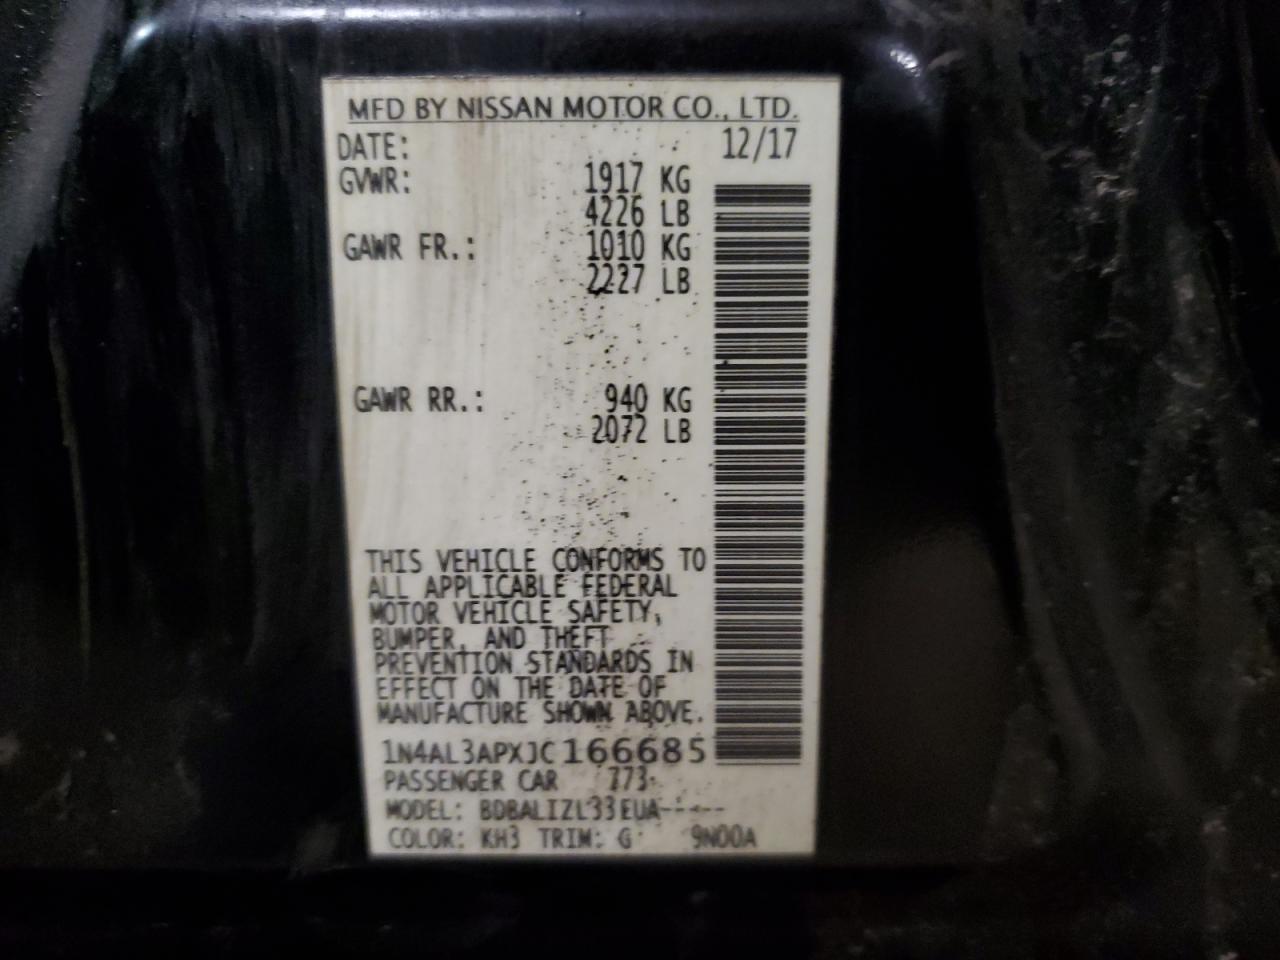 MFD BY NISSAN MOTOR CO., LTD.
DATE: 12/17
GVWR: 1917 KG
4226 LB
GAWR FR.: 1010 KG
2227 LB
GAWR RR.: 940 KG
2072 LB
THIS VEHICLE CONFORMS TO
ALL APPLICABLE FEDERAL
MOTOR VEHICLE SAFETY,
BUMPER, AND THEFT
PREVENTION STANDARDS IN
EFFECT ON THE DATE OF
MANUFACTURE SHOWN ABOVE.
1N4AL3APXJC166685
PASSENGER CAR 773
MODEL: BDBALIZL33EUA-----
COLOR: KH3 TRIM: G 9N00A